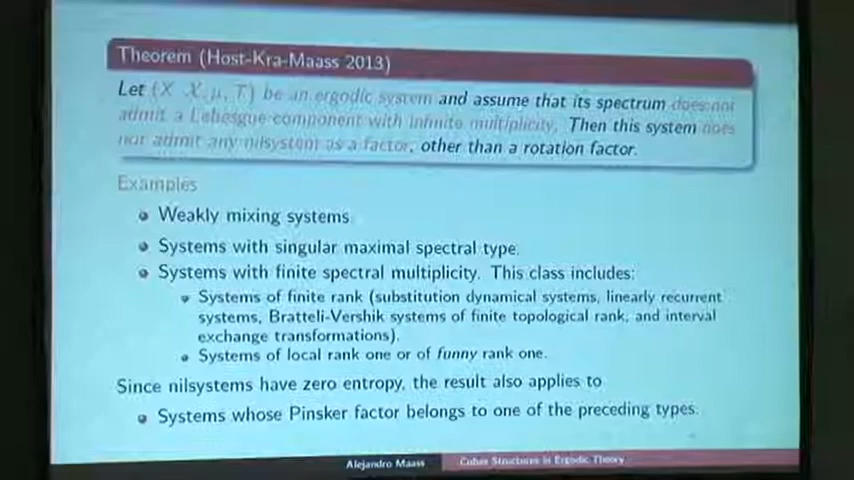 Theorem (Host-Kra-Maass 2013)
Let (X, X, μ, T) be an ergodic system and assume that its spectrum does not
admit a Lebesgue component with infinite multiplicity. Then this system does
not admit any nilsystem as a factor, other than a rotation factor.
Examples
Weakly mixing systems.
Systems with singular maximal spectral type.
Systems with finite spectral multiplicity. This class includes:
Systems of finite rank (substitution dynamical systems, linearly recurrent
systems, Bratteli-Vershik systems of finite topological rank, and interval
exchange transformations).
Systems of local rank one or of funny rank one.
Since nilsystems have zero entropy, the result also applies to
Systems whose Pinsker factor belongs to one of the preceding types.
Alejandro Maass Cubes Structures in Ergodic Theory